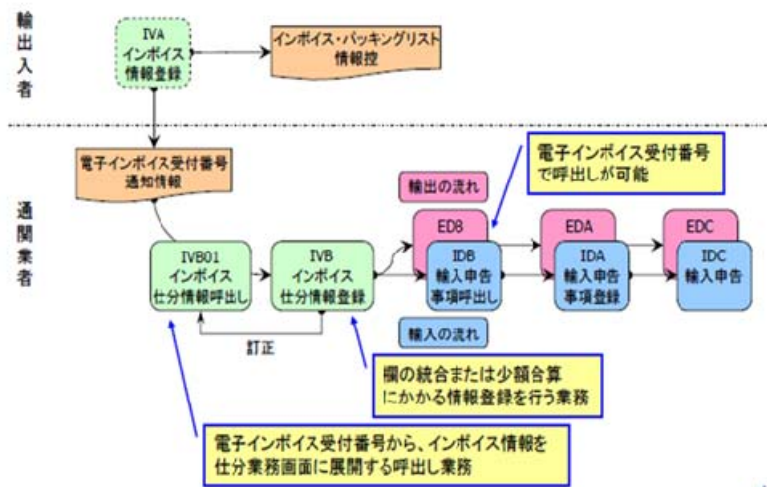 輸出入者
IVA
インボイス
情報登録
インボイス・パッキングリスト
情報控
通関業者
電子インボイス受付番号
通知情報
電子インボイス受付番号
で呼出しが可能
輸出の流れ
EDB
EDA
EDC
IVB01
インボイス
仕分情報呼出し
IVB
インボイス
仕分情報登録
IDB
輸入申告
事項呼出し
IDA
輸入申告
事項登録
IDC
輸入申告
輸入の流れ
訂正
欄の統合または少額合算
にかかる情報登録を行う業務
電子インボイス受付番号から、インボイス情報を
仕分業務画面に展開する呼出し業務